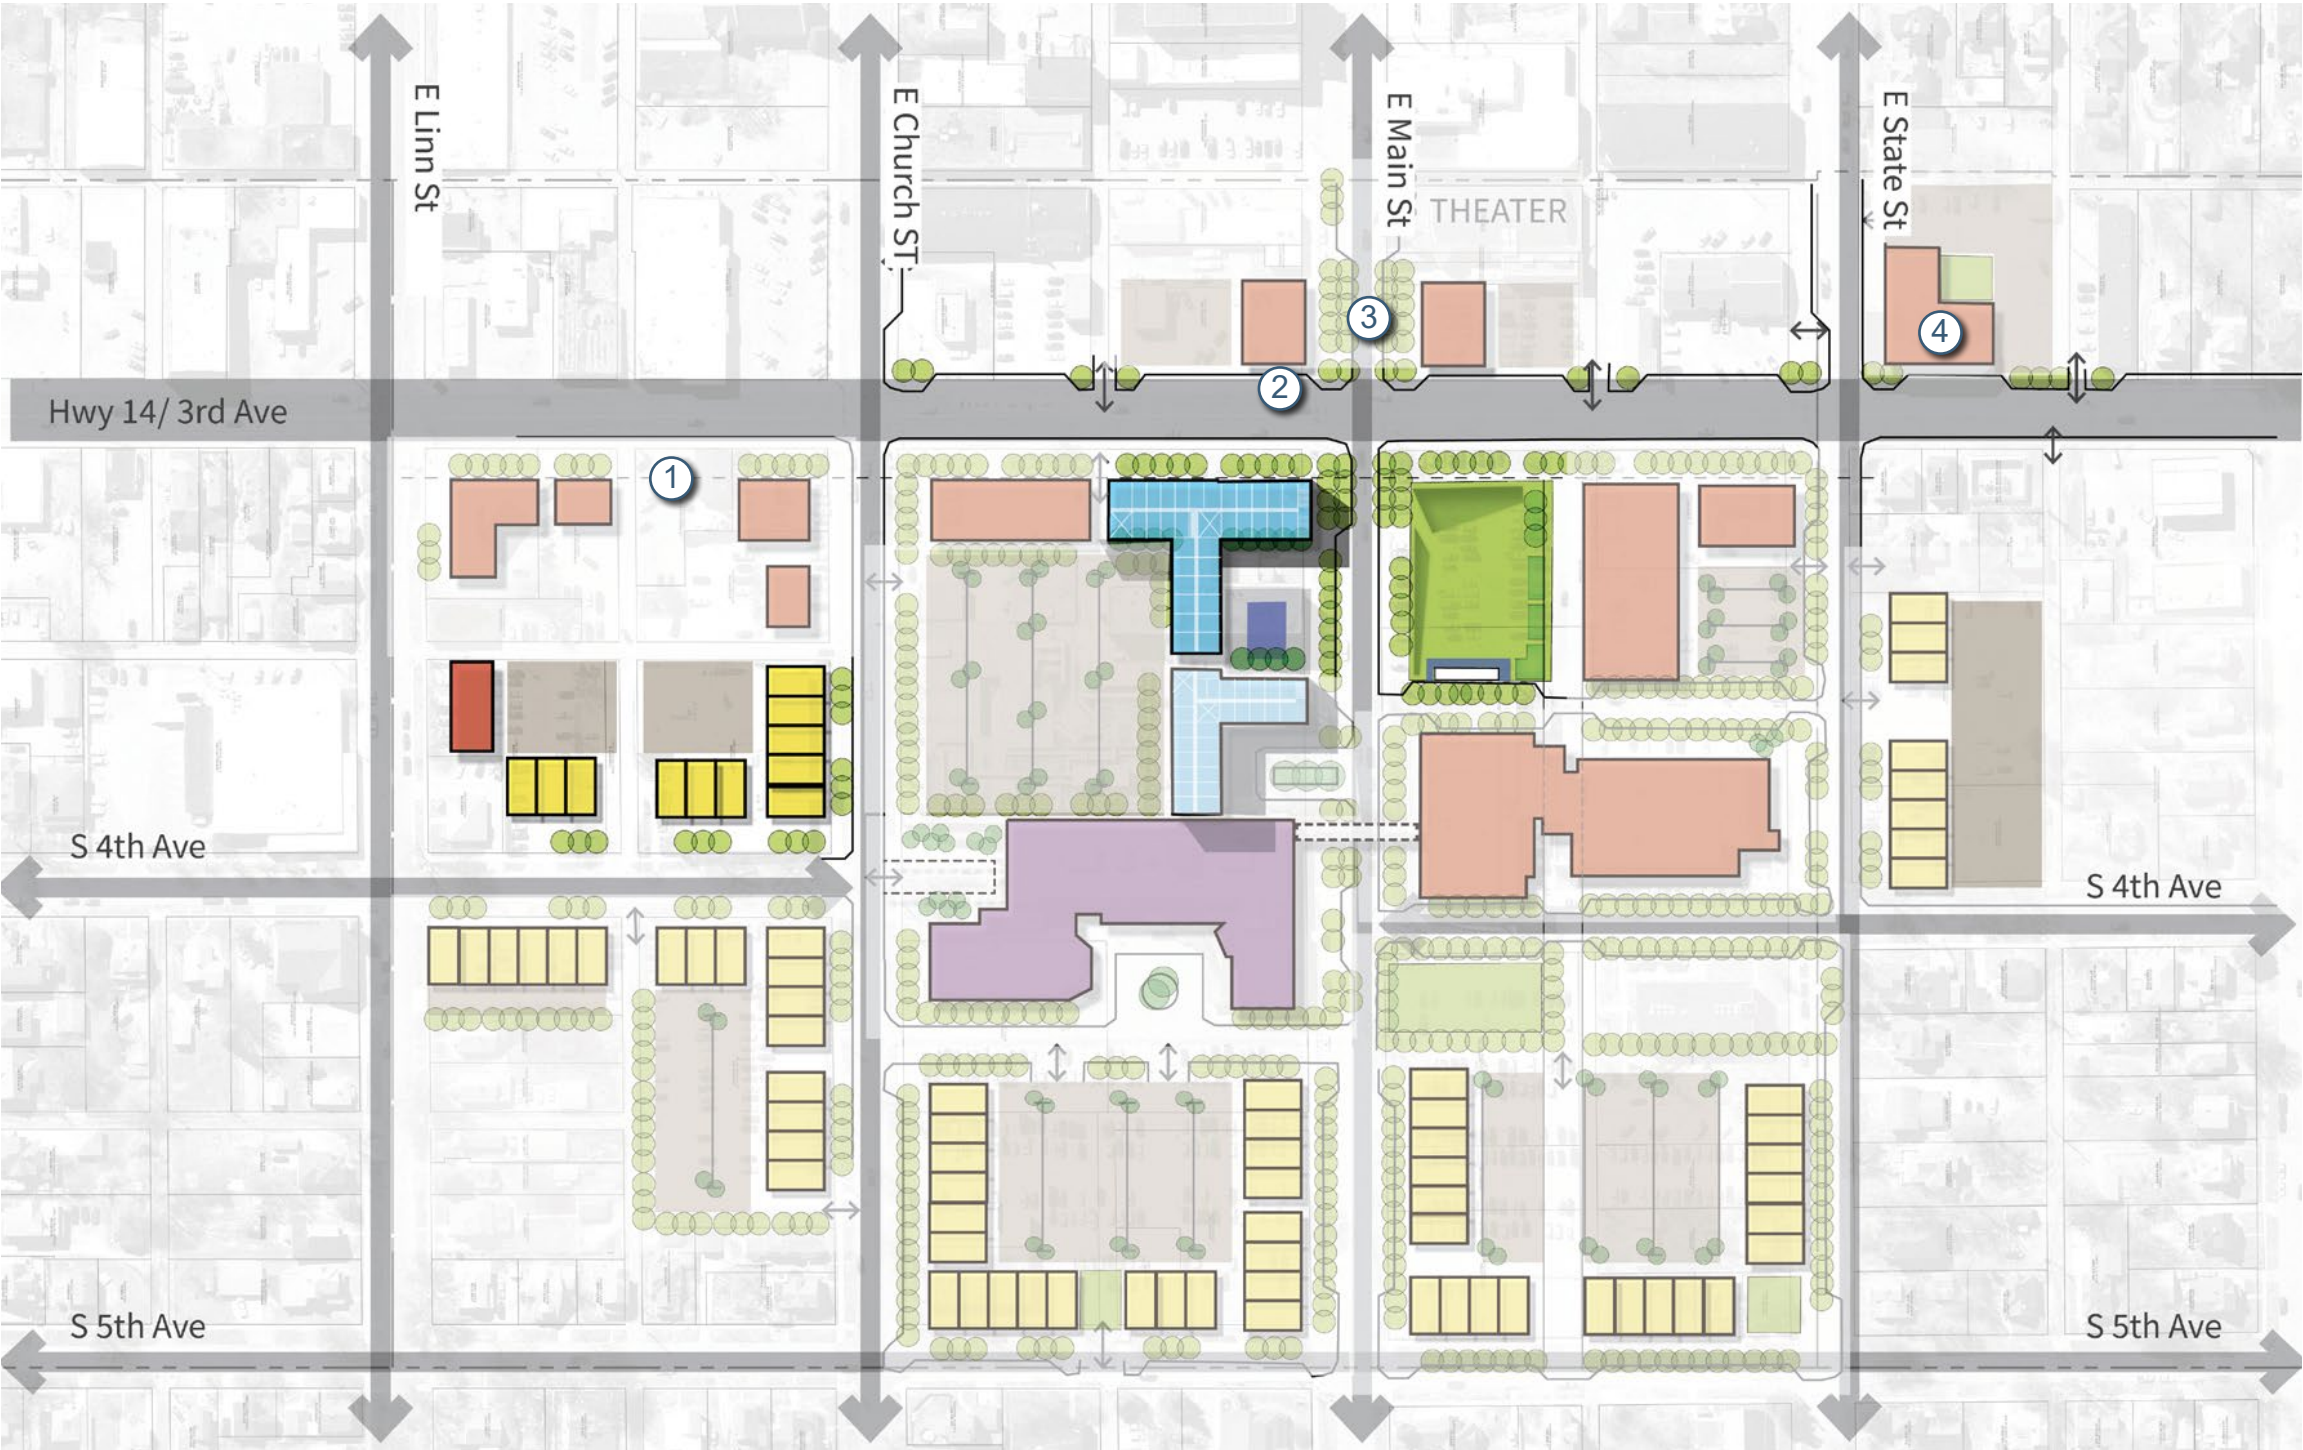 E Linn St
E Church ST
E Main St
E State St
THEATER
3
4
2
Hwy 14/ 3rd Ave
1
S 4th Ave
S 4th Ave
S 5th Ave
S 5th Ave